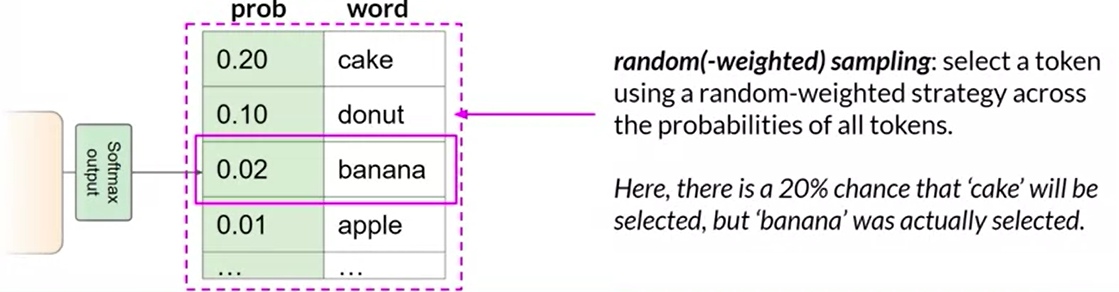 prob word
0.20 cake
0.10 donut
0.02 banana
0.01 apple
... ...
Softmax
output
random(-weighted) sampling: select a token
using a random-weighted strategy across
the probabilities of all tokens.
Here, there is a 20% chance that ‘cake’ will be
selected, but ‘banana’ was actually selected.